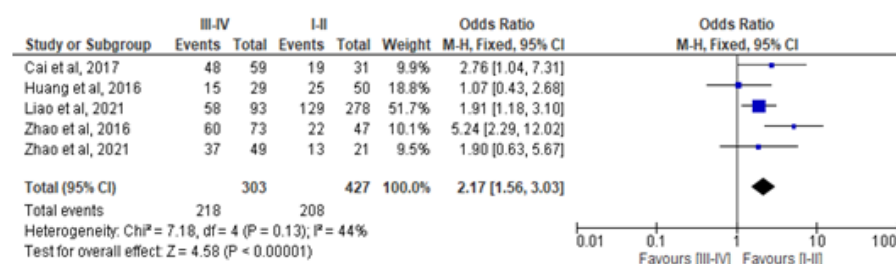 III-IV I-II Odds Ratio Odds Ratio
Study or Subgroup Events Total Events Total Weight M-H, Fixed, 95% CI M-H, Fixed, 95% CI
Cai et al, 2017 48 59 19 31 9.9% 2.76 [1.04, 7.31]
Huang et al, 2016 15 29 25 50 18.8% 1.07 [0.43, 2.68]
Liao et al, 2021 58 93 129 278 51.7% 1.91 [1.18, 3.10]
Zhao et al, 2016 60 73 22 47 10.1% 5.24 [2.29, 12.02]
Zhao et al, 2021 37 49 13 21 9.5% 1.90 [0.63, 5.67]
Total (95% CI) 303 427 100.0% 2.17 [1.56, 3.03]
Total events 218 208
Heterogeneity: Chi² = 7.18, df = 4 (P = 0.13); I² = 44%
Test for overall effect: Z = 4.58 (P < 0.00001)
0.01 0.1 1 10 100
Favours [III-IV] Favours [I-II]